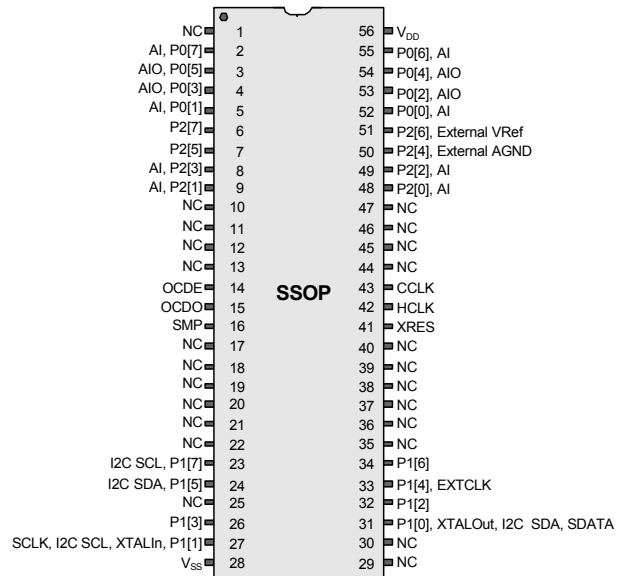 NC 1 56 V_DD
AI, P0[7] 2 55 P0[6], AI
AIO, P0[5] 3 54 P0[4], AIO
AIO, P0[3] 4 53 P0[2], AIO
AI, P0[1] 5 52 P0[0], AI
P2[7] 6 51 P2[6], External VRef
P2[5] 7 50 P2[4], External AGND
AI, P2[3] 8 49 P2[2], AI
AI, P2[1] 9 48 P2[0], AI
NC 10 47 NC
NC 11 46 NC
NC 12 45 NC
NC 13 44 NC
OCDE 14 SSOP 43 CCLK
OCDO 15 42 HCLK
SMP 16 41 XRES
NC 17 40 NC
NC 18 39 NC
NC 19 38 NC
NC 20 37 NC
NC 21 36 NC
NC 22 35 NC
I2C SCL, P1[7] 23 34 P1[6]
I2C SDA, P1[5] 24 33 P1[4], EXTCLK
NC 25 32 P1[2]
P1[3] 26 31 P1[0], XTALOut, I2C SDA, SDATA
SCLK, I2C SCL, XTALIn, P1[1] 27 30 NC
V_SS 28 29 NC